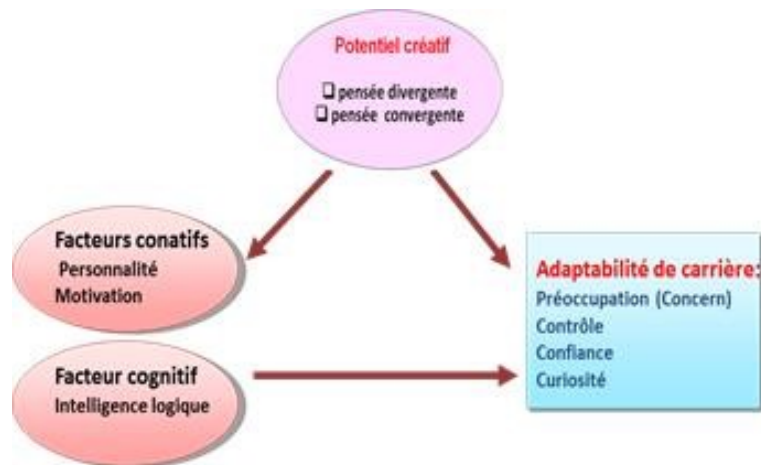 Potentiel créatif
❑ pensée divergente
❑ pensée convergente
Facteurs conatifs
Personnalité
Motivation
Facteur cognitif
Intelligence logique
Adaptabilité de carrière:
Préoccupation (Concern)
Contrôle
Confiance
Curiosité